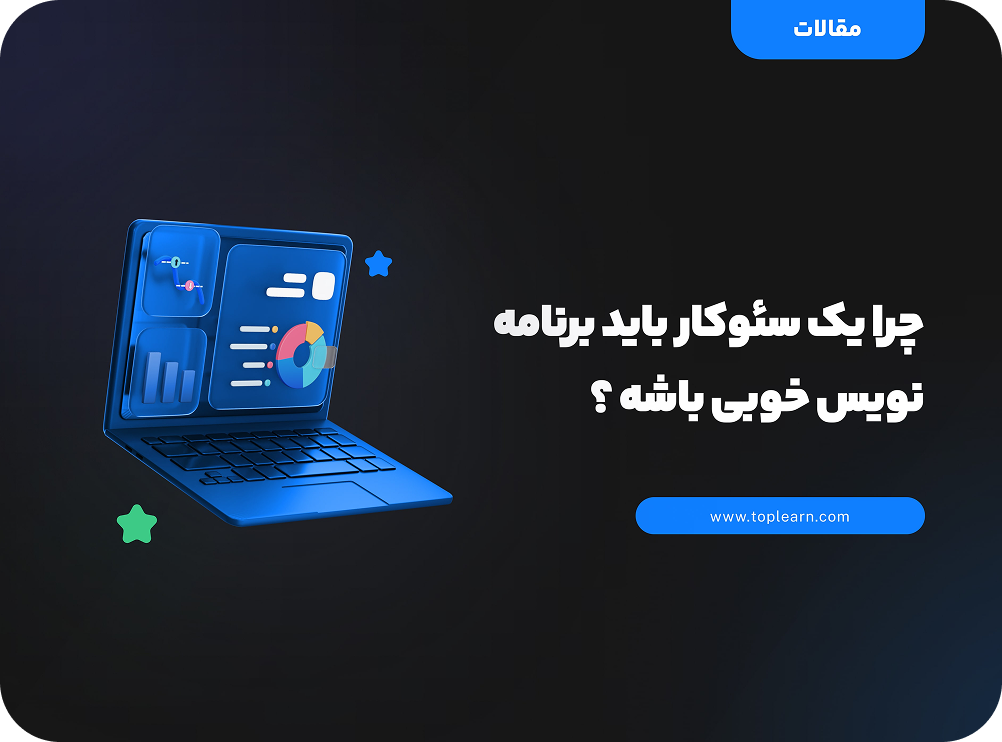 مقالات
چرا یک سئوکار باید برنامه
نویس خوبی باشه ؟
www.toplearn.com